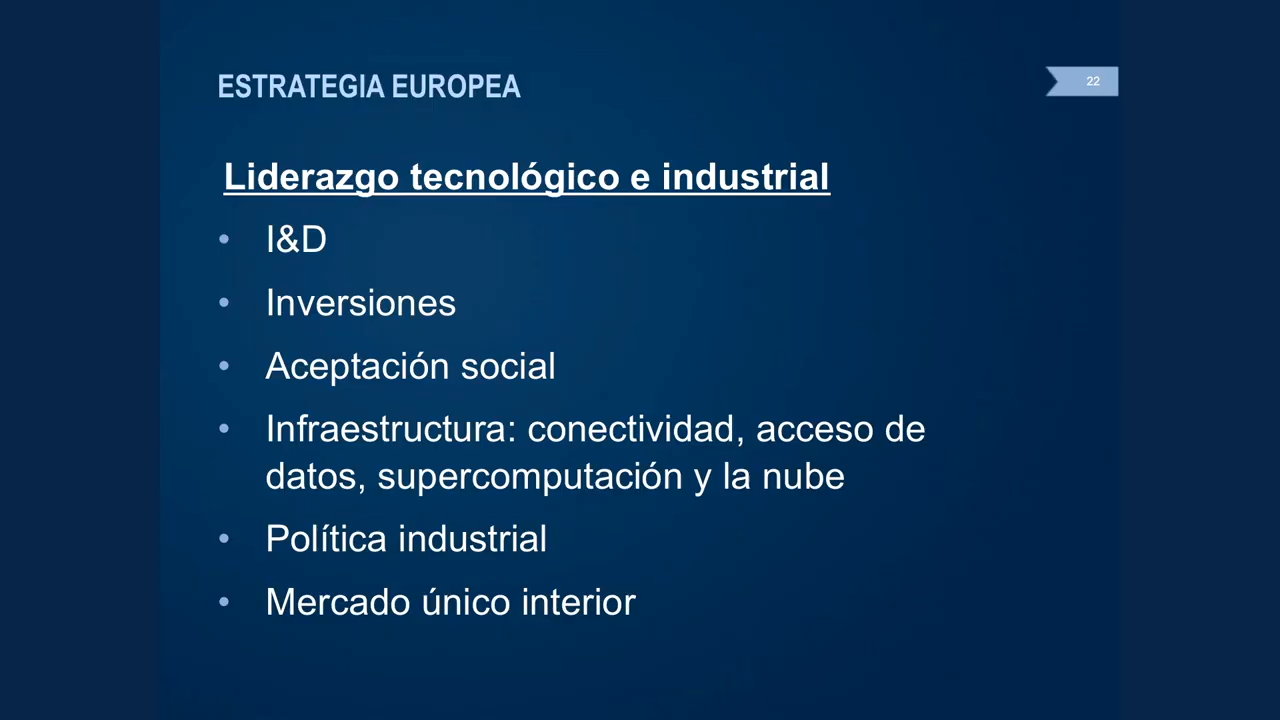 ESTRATEGIA EUROPEA
22
Liderazgo tecnológico e industrial
• I&D
• Inversiones
• Aceptación social
• Infraestructura: conectividad, acceso de
datos, supercomputación y la nube
• Política industrial
• Mercado único interior